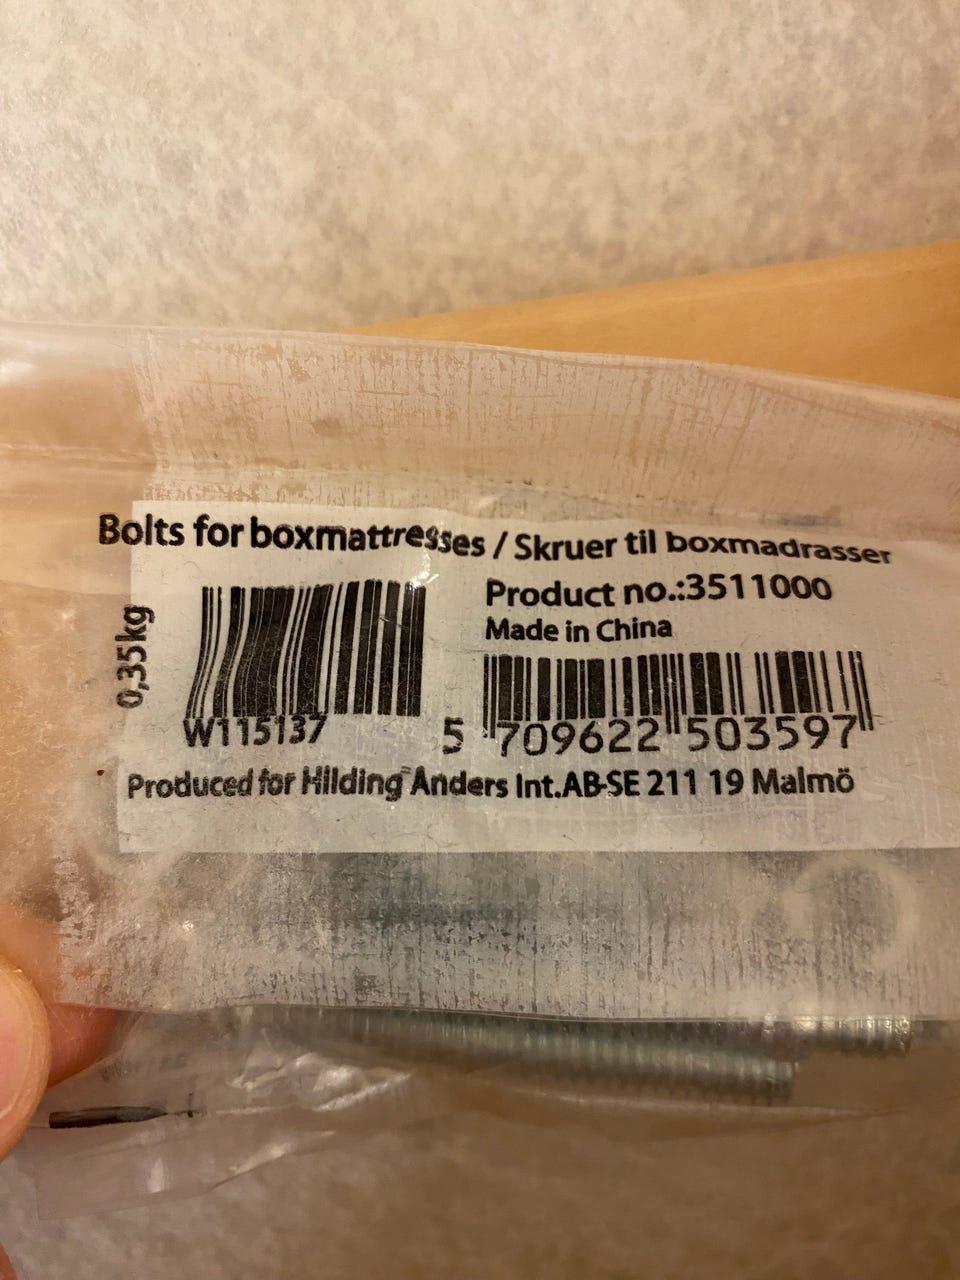 Bolts for boxmattresses / Skruer til boxmadrasser
0,35kg
W115137
Product no.:3511000
Made in China
5 709622 503597
Produced for Hilding Anders Int.AB-SE 211 19 Malmö